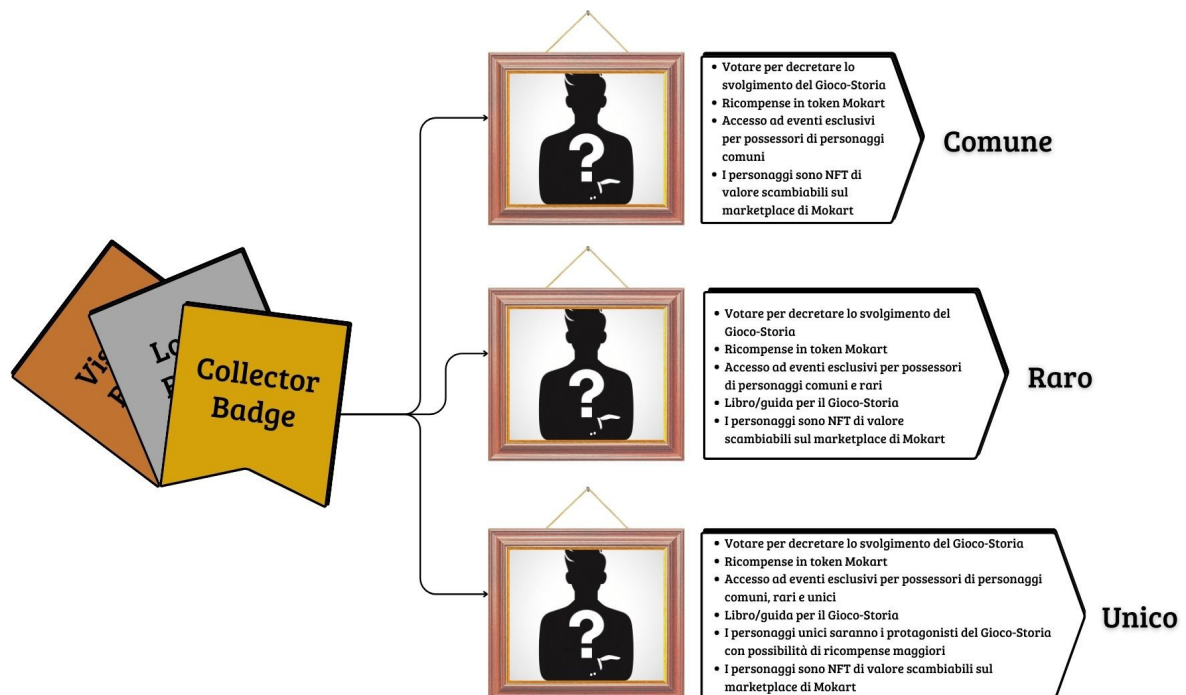 Collector
Badge
?
• Votare per decretare lo
svolgimento del Gioco-Storia
• Ricompense in token Mokart
• Accesso ad eventi esclusivi
per possessori di personaggi
comuni
• I personaggi sono NFT di
valore scambiabili sul
marketplace di Mokart
Comune
?
• Votare per decretare lo svolgimento del
Gioco-Storia
• Ricompense in token Mokart
• Accesso ad eventi esclusivi per possessori
di personaggi comuni e rari
• Libro/guida per il Gioco-Storia
• I personaggi sono NFT di valore
scambiabili sul marketplace di Mokart
Raro
?
• Votare per decretare lo svolgimento del Gioco-Storia
• Ricompense in token Mokart
• Accesso ad eventi esclusivi per possessori di personaggi
comuni, rari e unici
• Libro/guida per il Gioco-Storia
• I personaggi unici saranno i protagonisti del Gioco-Storia
con possibilità di ricompense maggiori
• I personaggi sono NFT di valore scambiabili sul
marketplace di Mokart
Unico